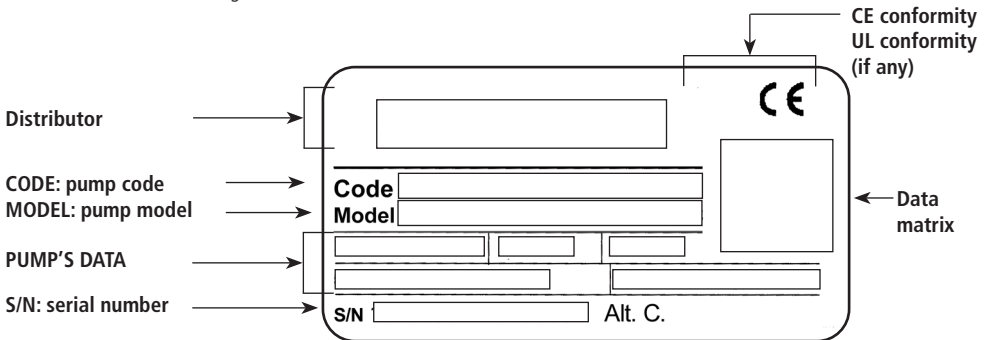 CE conformity
UL conformity
(if any)
CE
Distributor
CODE: pump code
MODEL: pump model
Code
Model
Data
matrix
PUMP'S DATA
S/N: serial number
S/N
Alt. C.